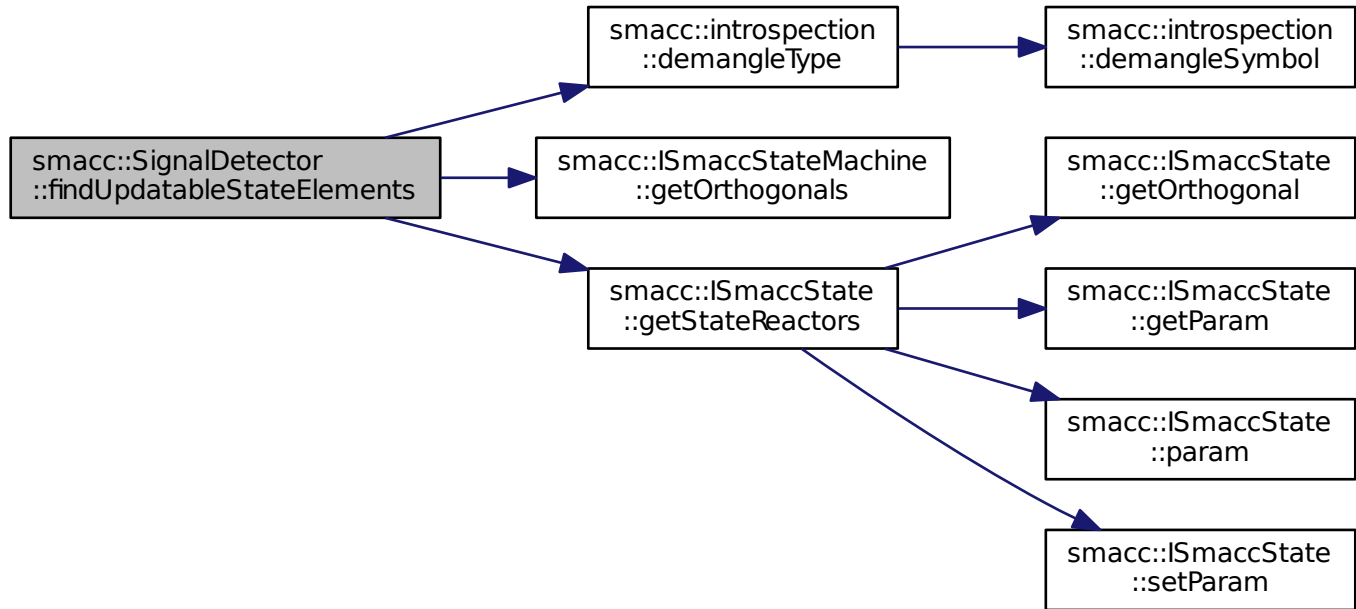 smacc::SignalDetector
::findUpdatableStateElements
smacc::introspection
::demangleType
smacc::introspection
::demangleSymbol
smacc::ISmaccStateMachine
::getOrthogonals
smacc::ISmaccState
::getStateReactors
smacc::ISmaccState
::getOrthogonal
smacc::ISmaccState
::getParam
smacc::ISmaccState
::param
smacc::ISmaccState
::setParam